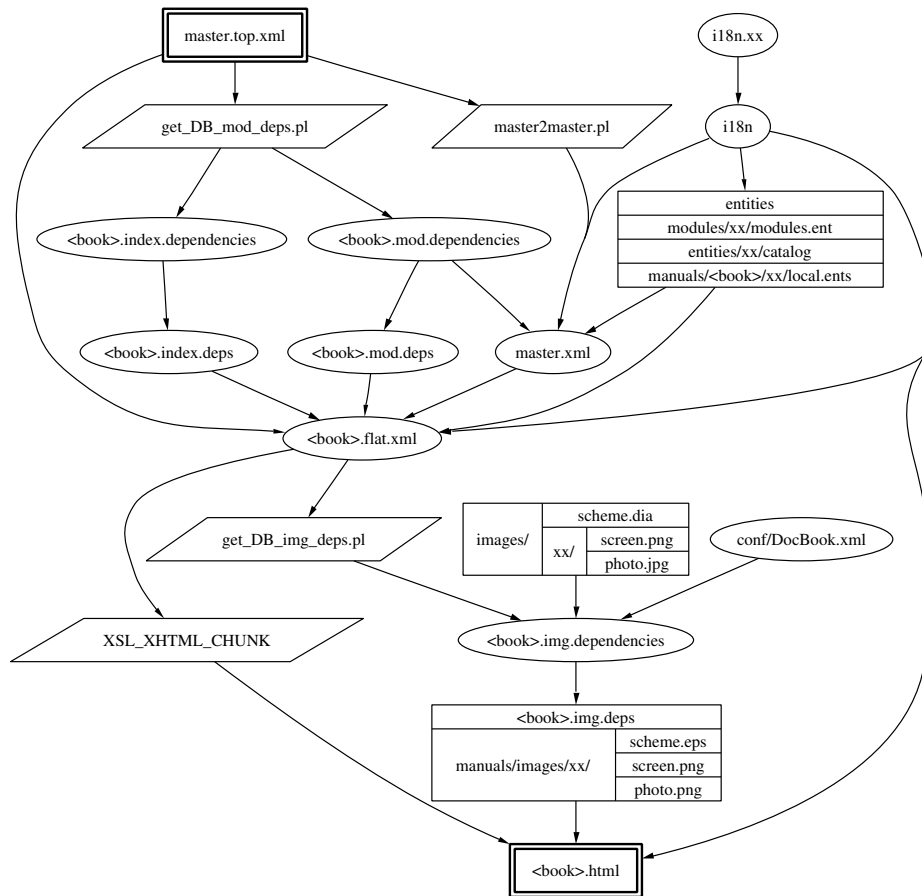 master.top.xml
i18n.xx
get_DB_mod_deps.pl
master2master.pl
i18n
entities
modules/xx/modules.ent
entities/xx/catalog
manuals/<book>/xx/local.ents
<book>.index.dependencies
<book>.mod.dependencies
<book>.index.deps
<book>.mod.deps
master.xml
<book>.flat.xml
get_DB_img_deps.pl
images/
scheme.dia
xx/
screen.png
photo.jpg
conf/DocBook.xml
XSL_XHTML_CHUNK
<book>.img.dependencies
<book>.img.deps
manuals/images/xx/
scheme.eps
screen.png
photo.png
<book>.html